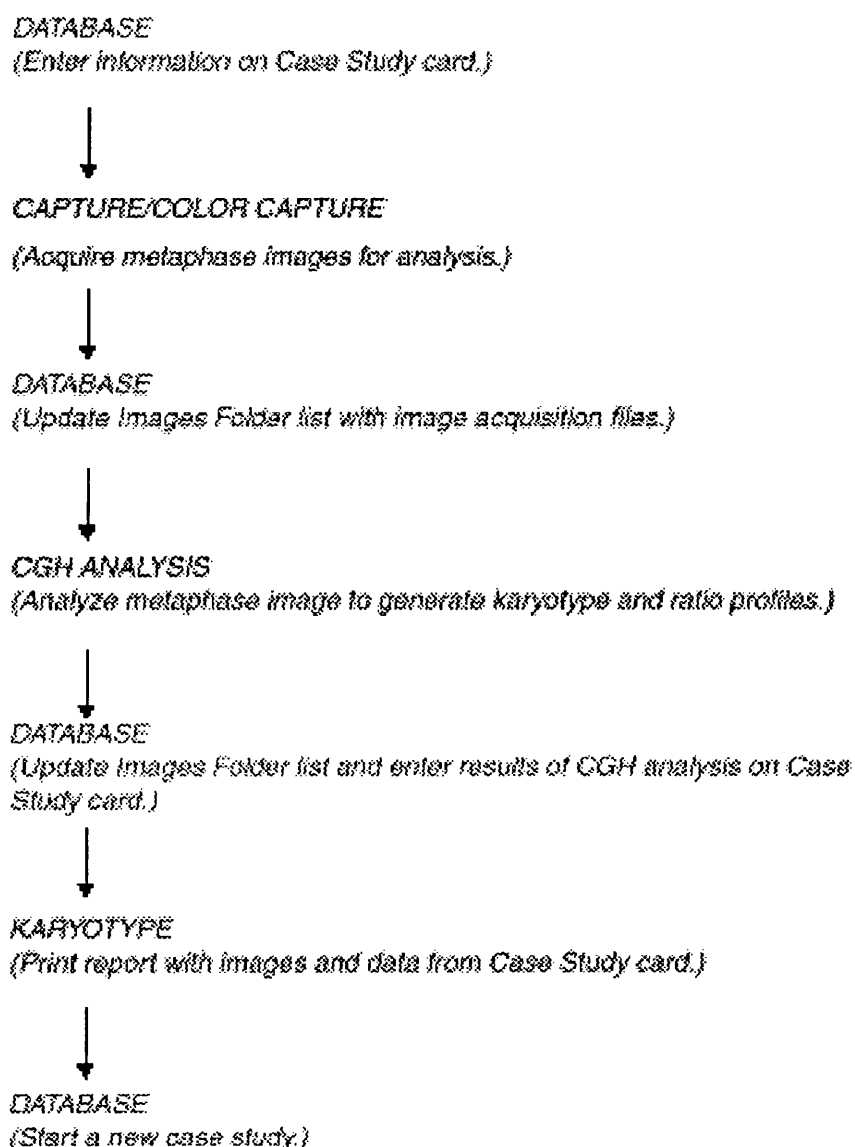 DATABASE
(Enter information on Case Study card.)
CAPTURE/COLOR CAPTURE
(Acquire metaphase images for analysis.)
DATABASE
(Update Images Folder list with image acquisition files.)
CGH ANALYSIS
(Analyze metaphase image to generate karyotype and ratio profiles.)
DATABASE
(Update Images Folder list and enter results of CGH analysis on Case
Study card.)
KARYOTYPE
(Print report with images and data from Case Study card.)
DATABASE
(Start a new case study.)